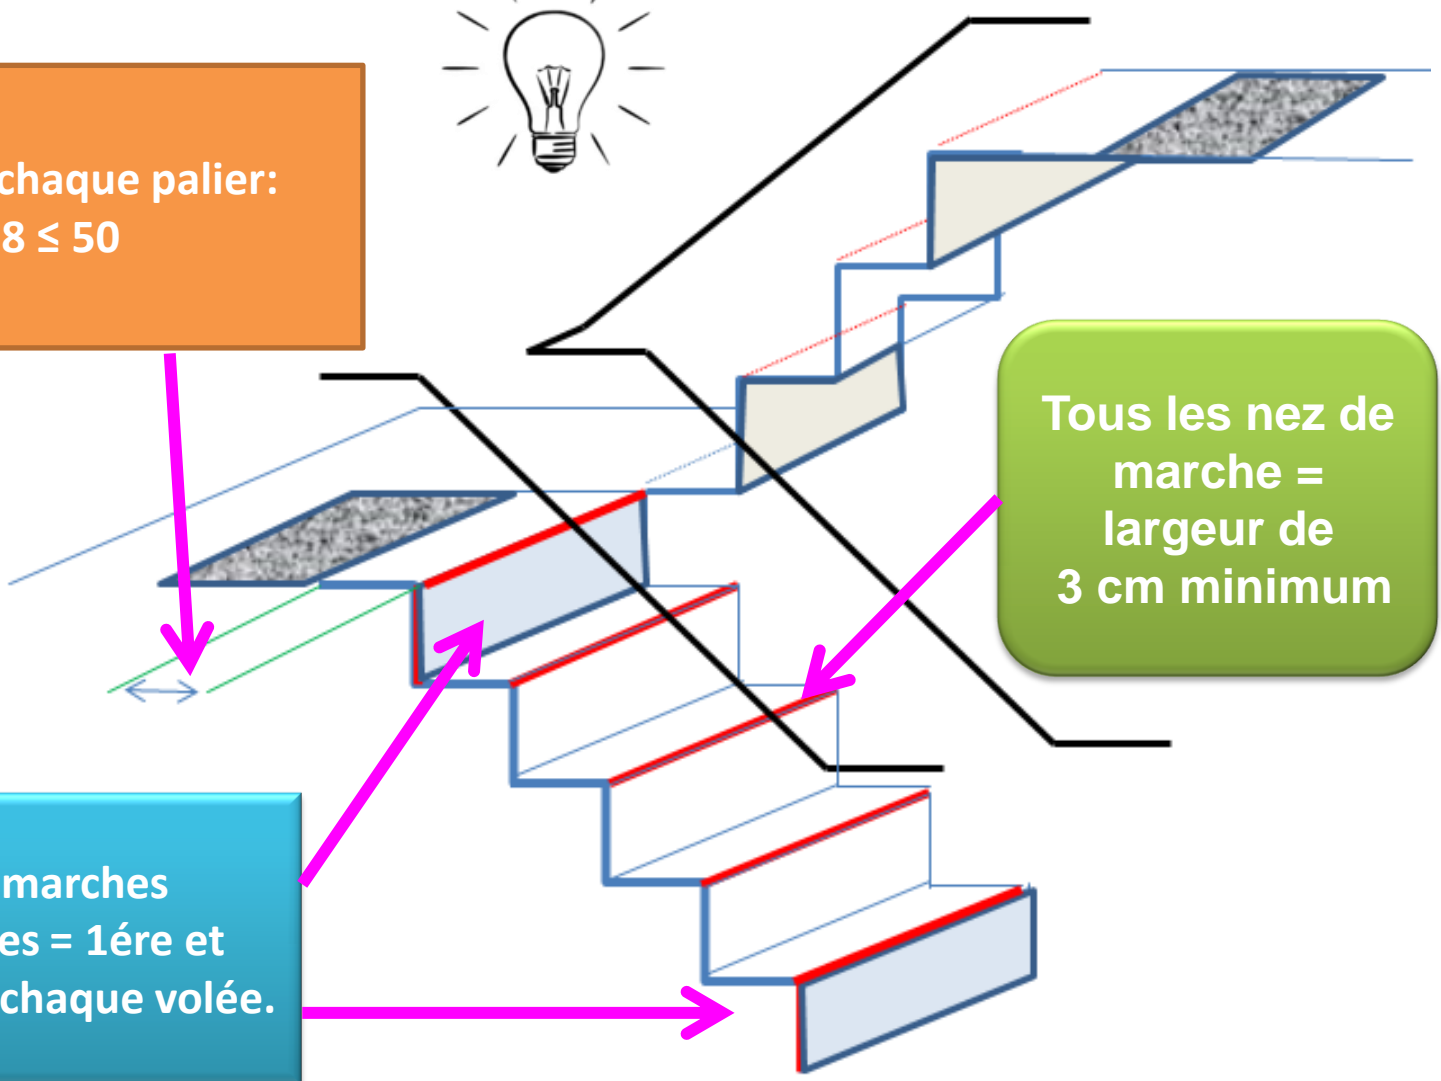 chaque palier:
8 ≤ 50
Tous les nez de
marche =
largeur de
3 cm minimum
marches
es = 1ére et
chaque volée.